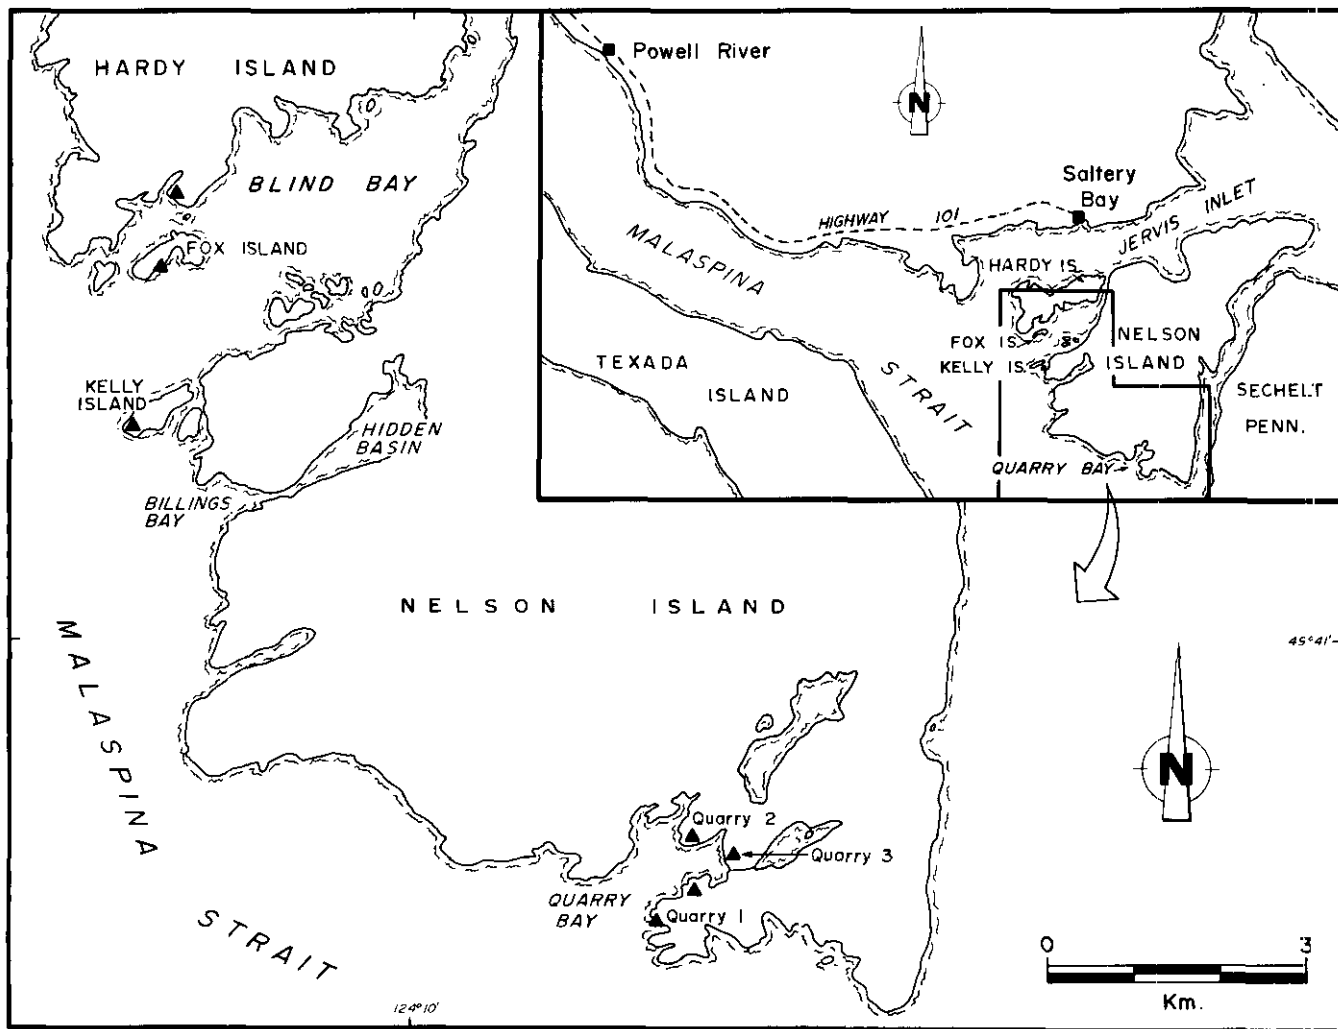 HARDY ISLAND
BLIND BAY
FOX ISLAND
KELLY
ISLAND
HIDDEN
BASIN
BILLINGS
BAY
NELSON ISLAND
MALASPINA
STRAIT
Quarry 2
Quarry 3
Quarry 1
QUARRY
BAY
124°10'
Powell River
N
Saltery
Bay
HIGHWAY 101
JERVIS INLET
MALASPINA
STRAIT
HARDY IS.
FOX IS.
KELLY IS.
NELSON
ISLAND
TEXADA
ISLAND
SECHELT
PENN.
QUARRY BAY
49°41'
N
0 3
Km.